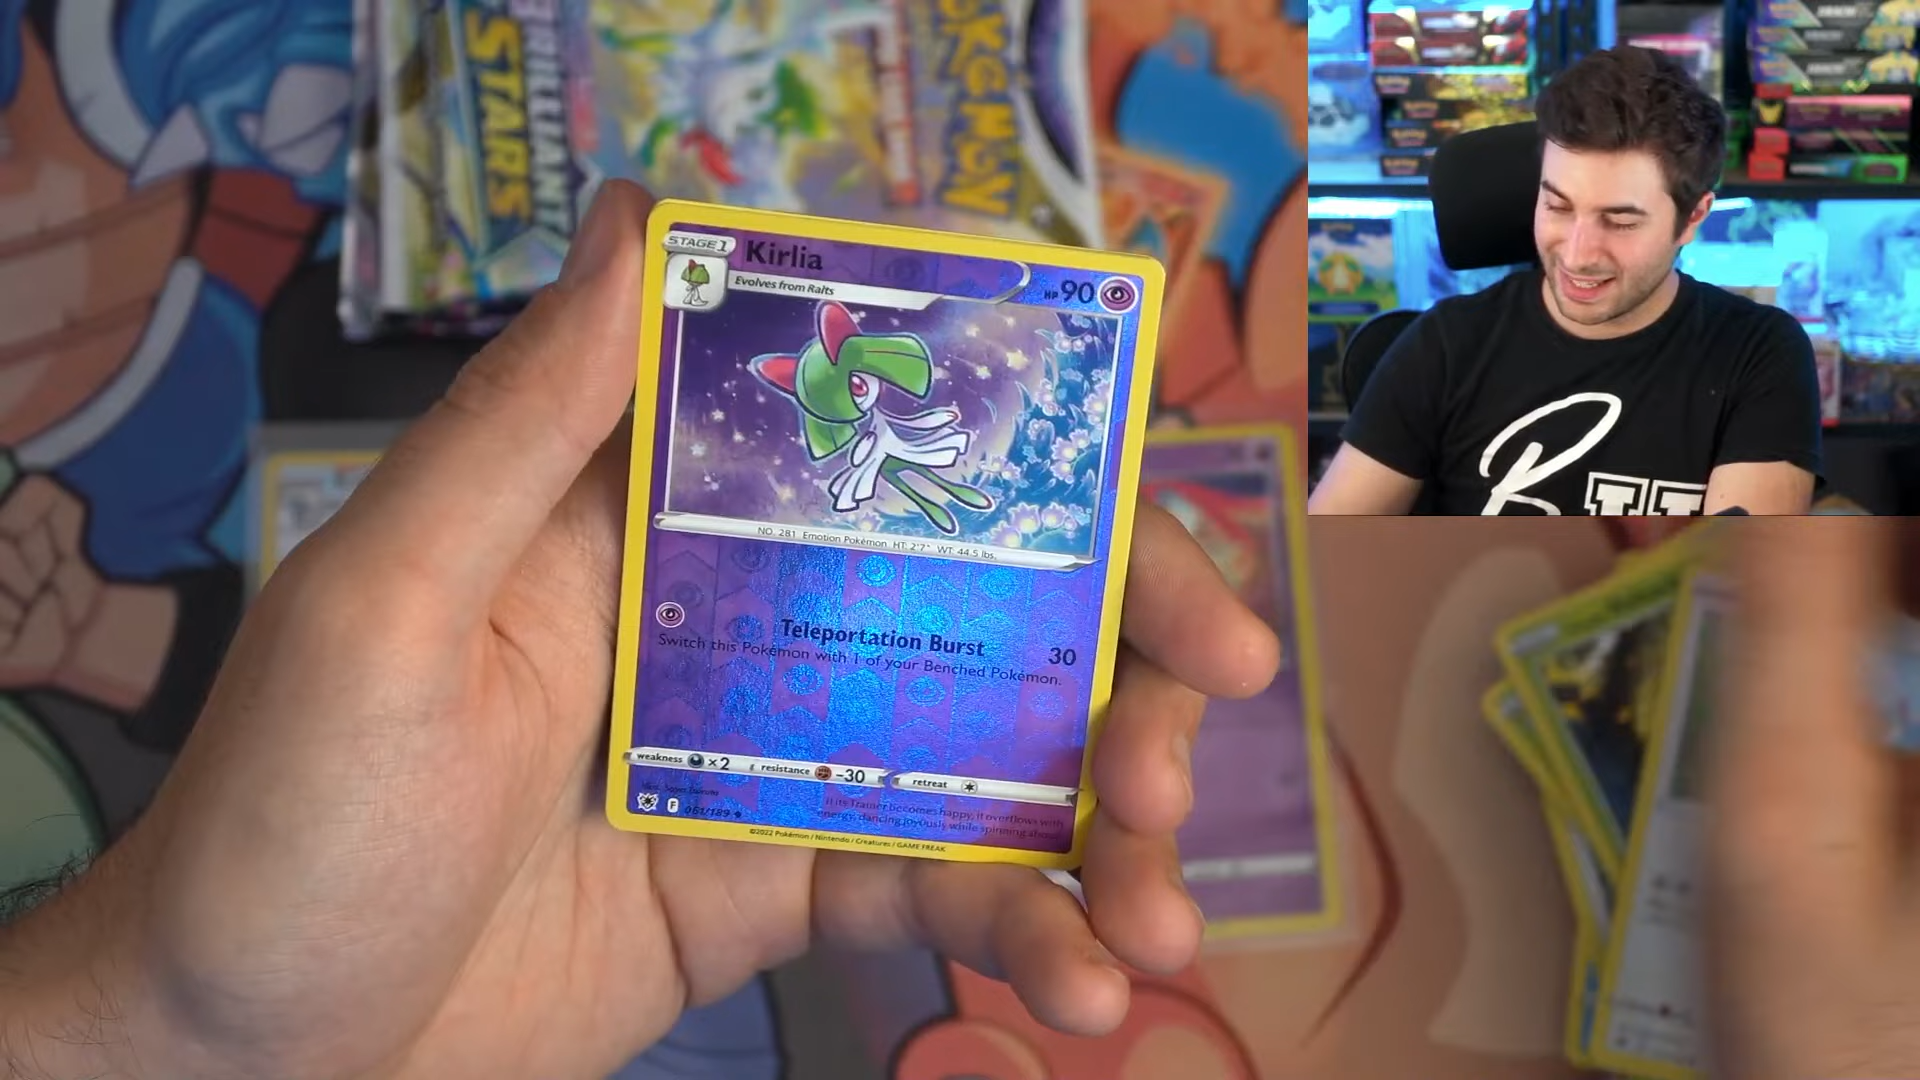 BRILLIANT
STARS
POKéMON
STAGE 1
Kirlia
Evolves from Ralts
HP 90
NO. 281 Emotion Pokémon HT: 2'7" WT: 44.5 lbs.
Teleportation Burst 30
Switch this Pokémon with 1 of your Benched Pokémon.
weakness ×2 resistance -30 retreat
F 061/189
If its Trainer becomes happy, it overflows with
energy, dancing joyously while spinning about.
©2022 Pokémon / Nintendo / Creatures / GAME FREAK